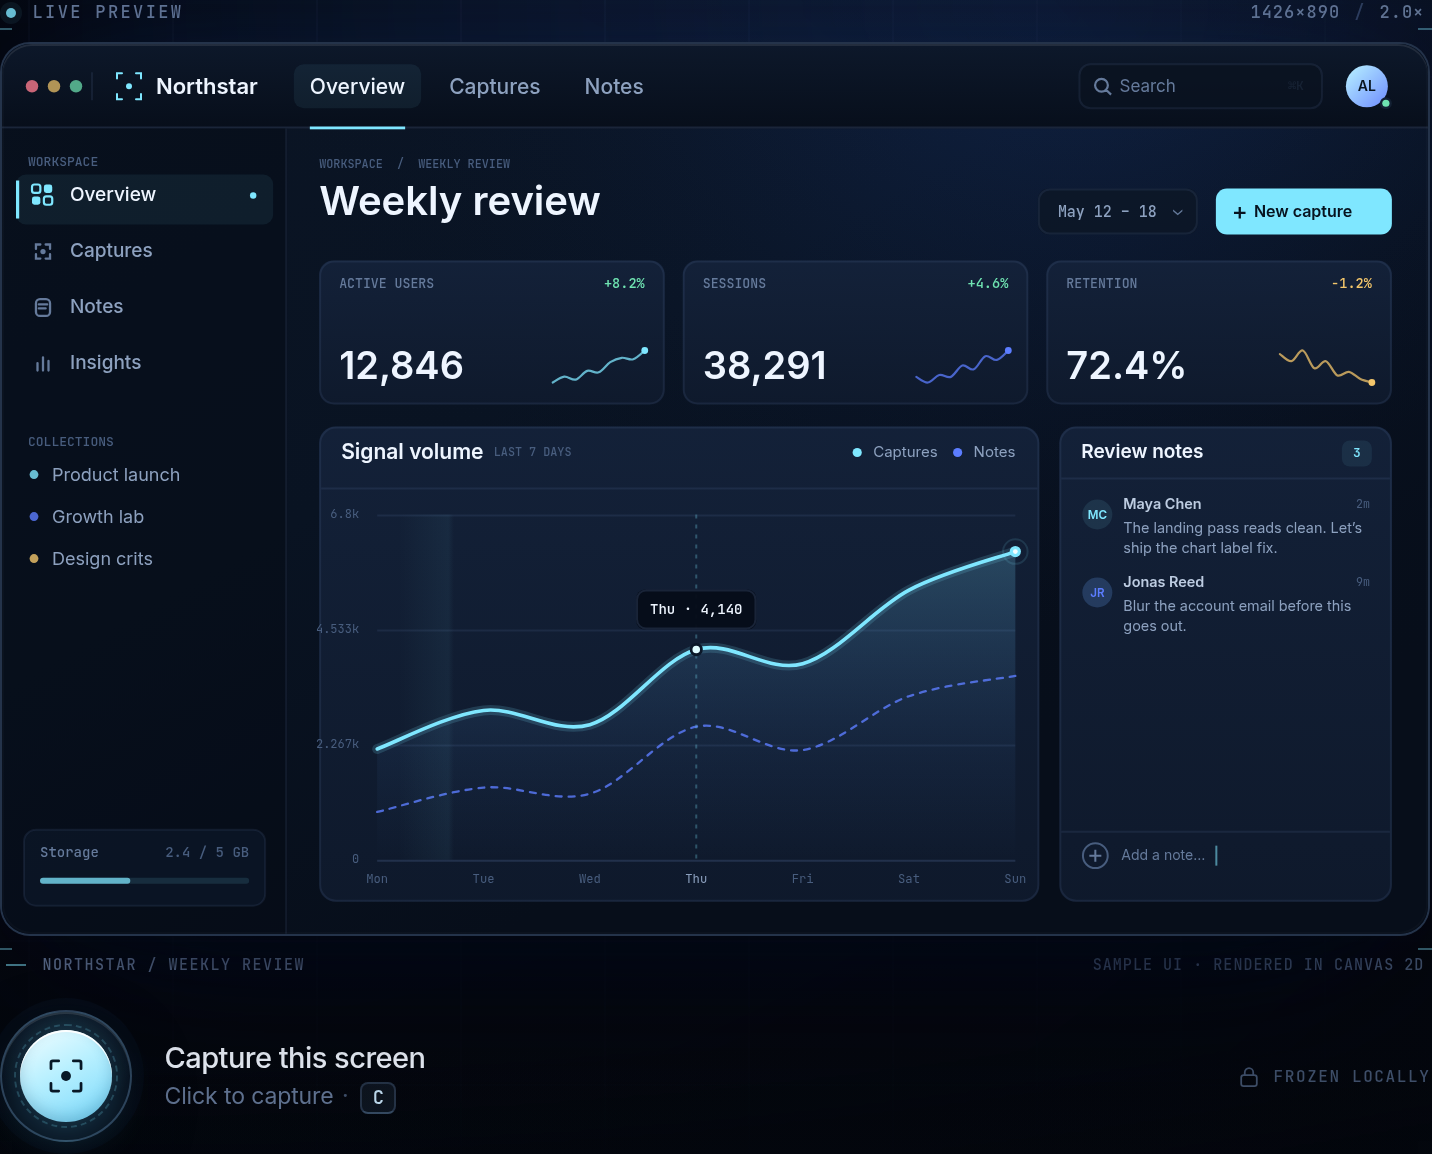 LIVE PREVIEW
1426×890 / 2.0×
Northstar
Overview
Captures
Notes
Search
⌘K
AL
WORKSPACE
Overview
Captures
Notes
Insights
COLLECTIONS
Product launch
Growth lab
Design crits
Storage 2.4 / 5 GB
WORKSPACE / WEEKLY REVIEW
Weekly review
May 12 – 18
+ New capture
ACTIVE USERS +8.2%
12,846
SESSIONS +4.6%
38,291
RETENTION -1.2%
72.4%
Signal volume LAST 7 DAYS
Captures Notes
6.8k
4.533k
2.267k
0
Thu · 4,140
Mon Tue Wed Thu Fri Sat Sun
Review notes 3
MC Maya Chen 2m
The landing pass reads clean. Let’s
ship the chart label fix.
JR Jonas Reed 9m
Blur the account email before this
goes out.
Add a note...
NORTHSTAR / WEEKLY REVIEW
SAMPLE UI · RENDERED IN CANVAS 2D
Capture this screen
Click to capture · C
FROZEN LOCALLY